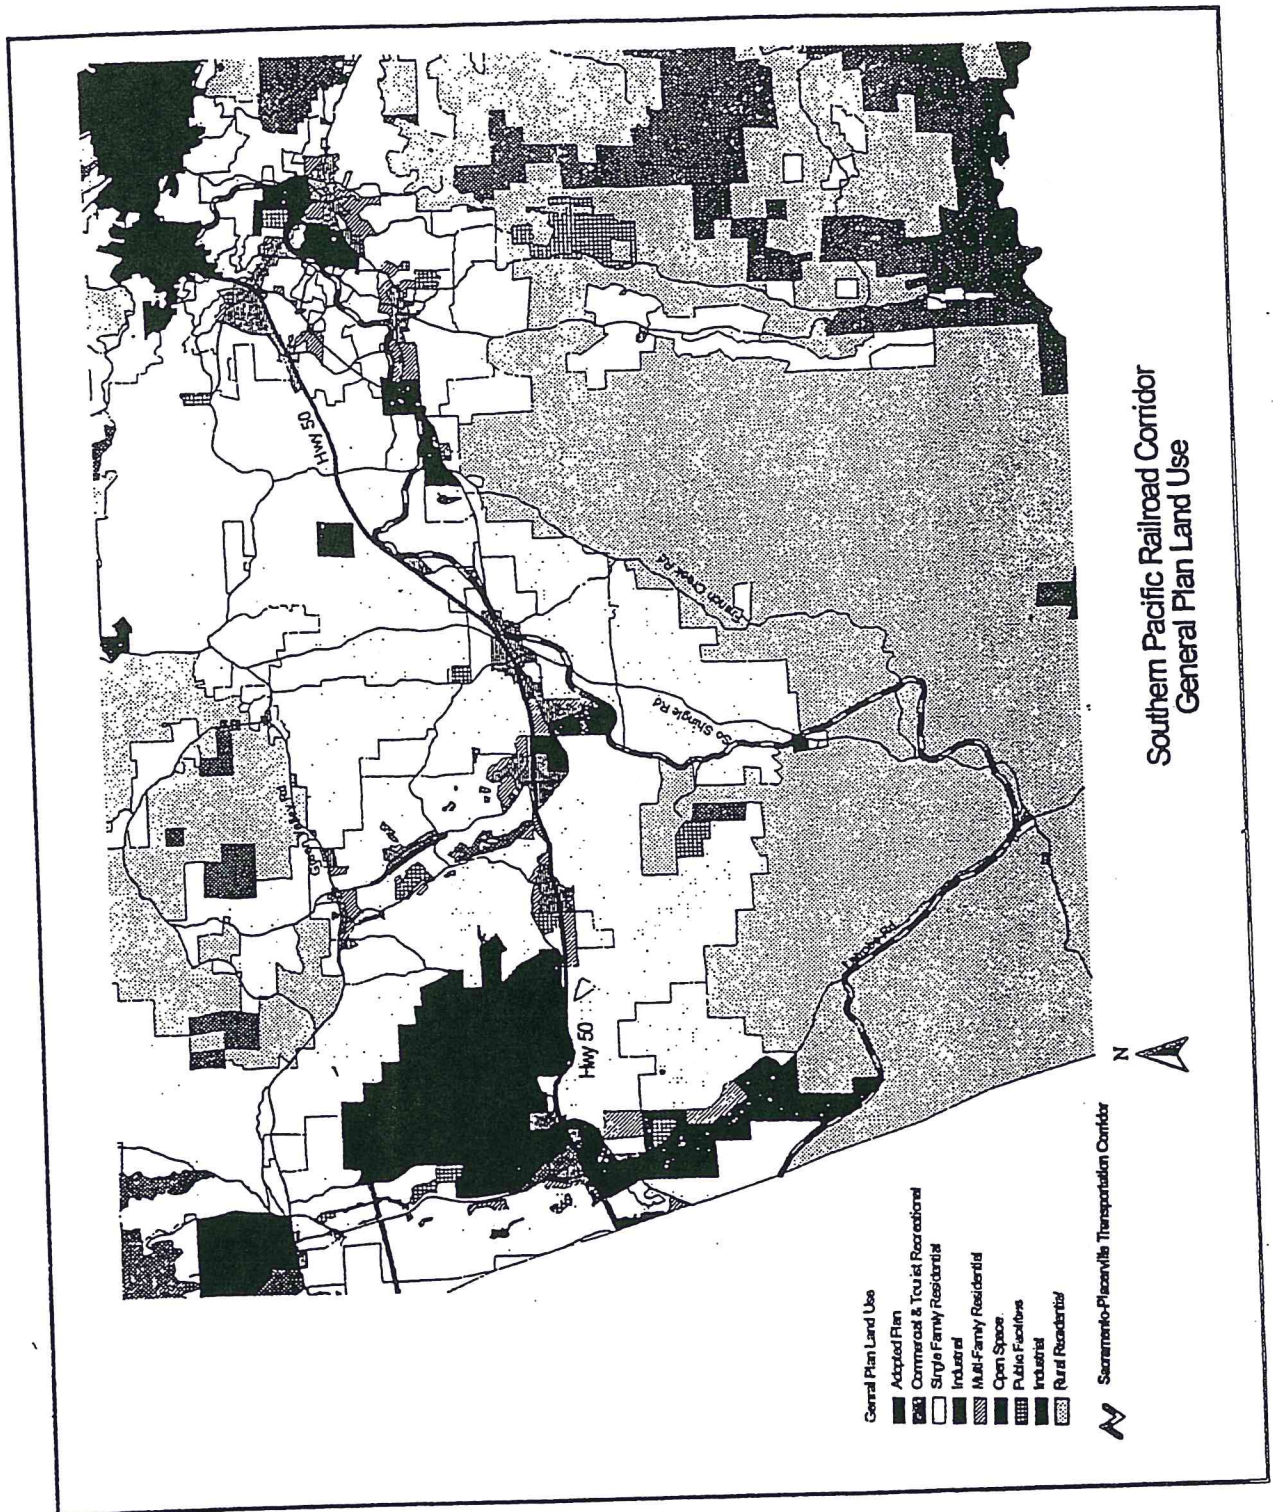 Hwy 50
Hwy 50
French Creek Rd
So Shingle Rd
Southern Pacific Railroad Corridor
General Plan Land Use
N
Genral Plan Land Use
Adopted Plan
Commercial & Tourist Recreational
Single Family Residential
Industrial
Multi-Family Residential
Open Space
Public Facilities
Industrial
Rural Residential
Sacramento-Placerville Transportation Corridor